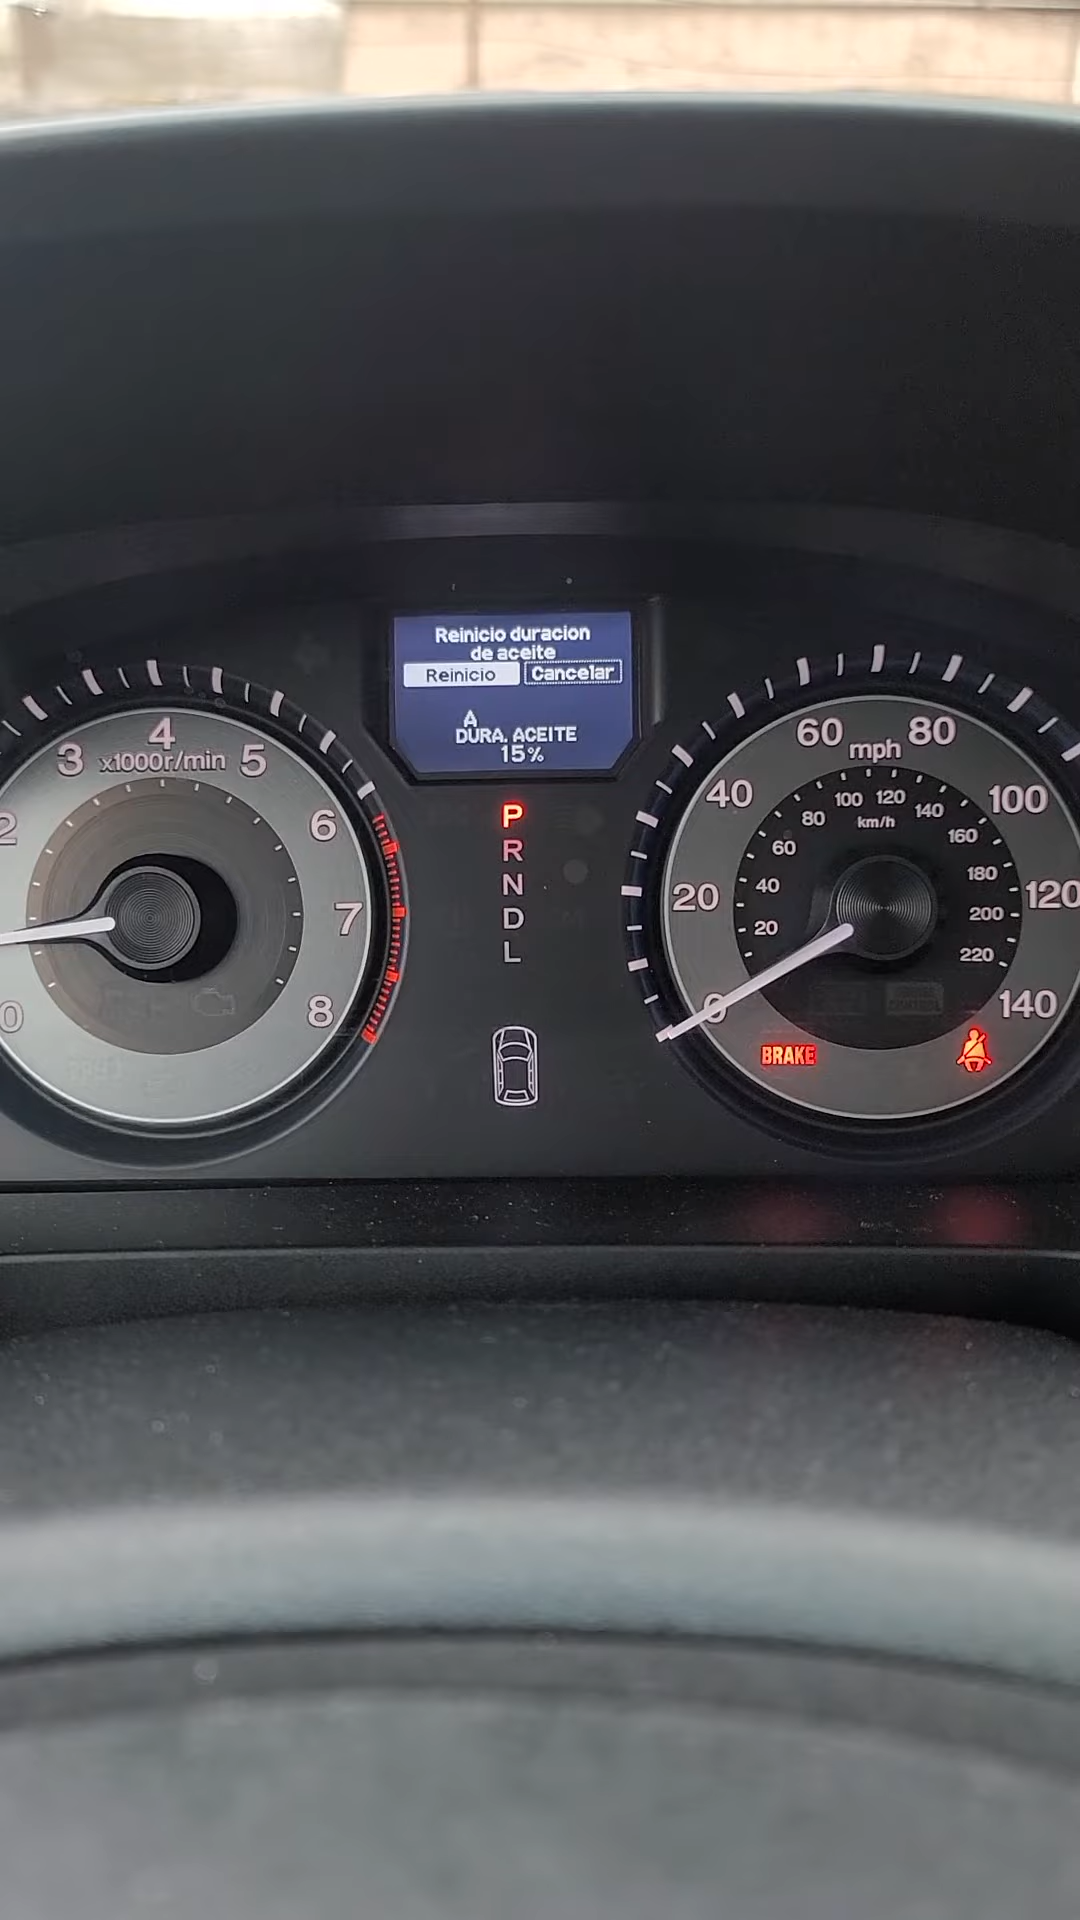 Reinicio duracion
de aceite
Reinicio Cancelar
A
DURA. ACEITE
15%
2 3 4 5 6 7 8 0
x1000r/min
P
R
N
D
L
0 20 40 60 80 100 120 140
mph
20 40 60 80 100 120 140 160 180 200 220
km/h
BRAKE